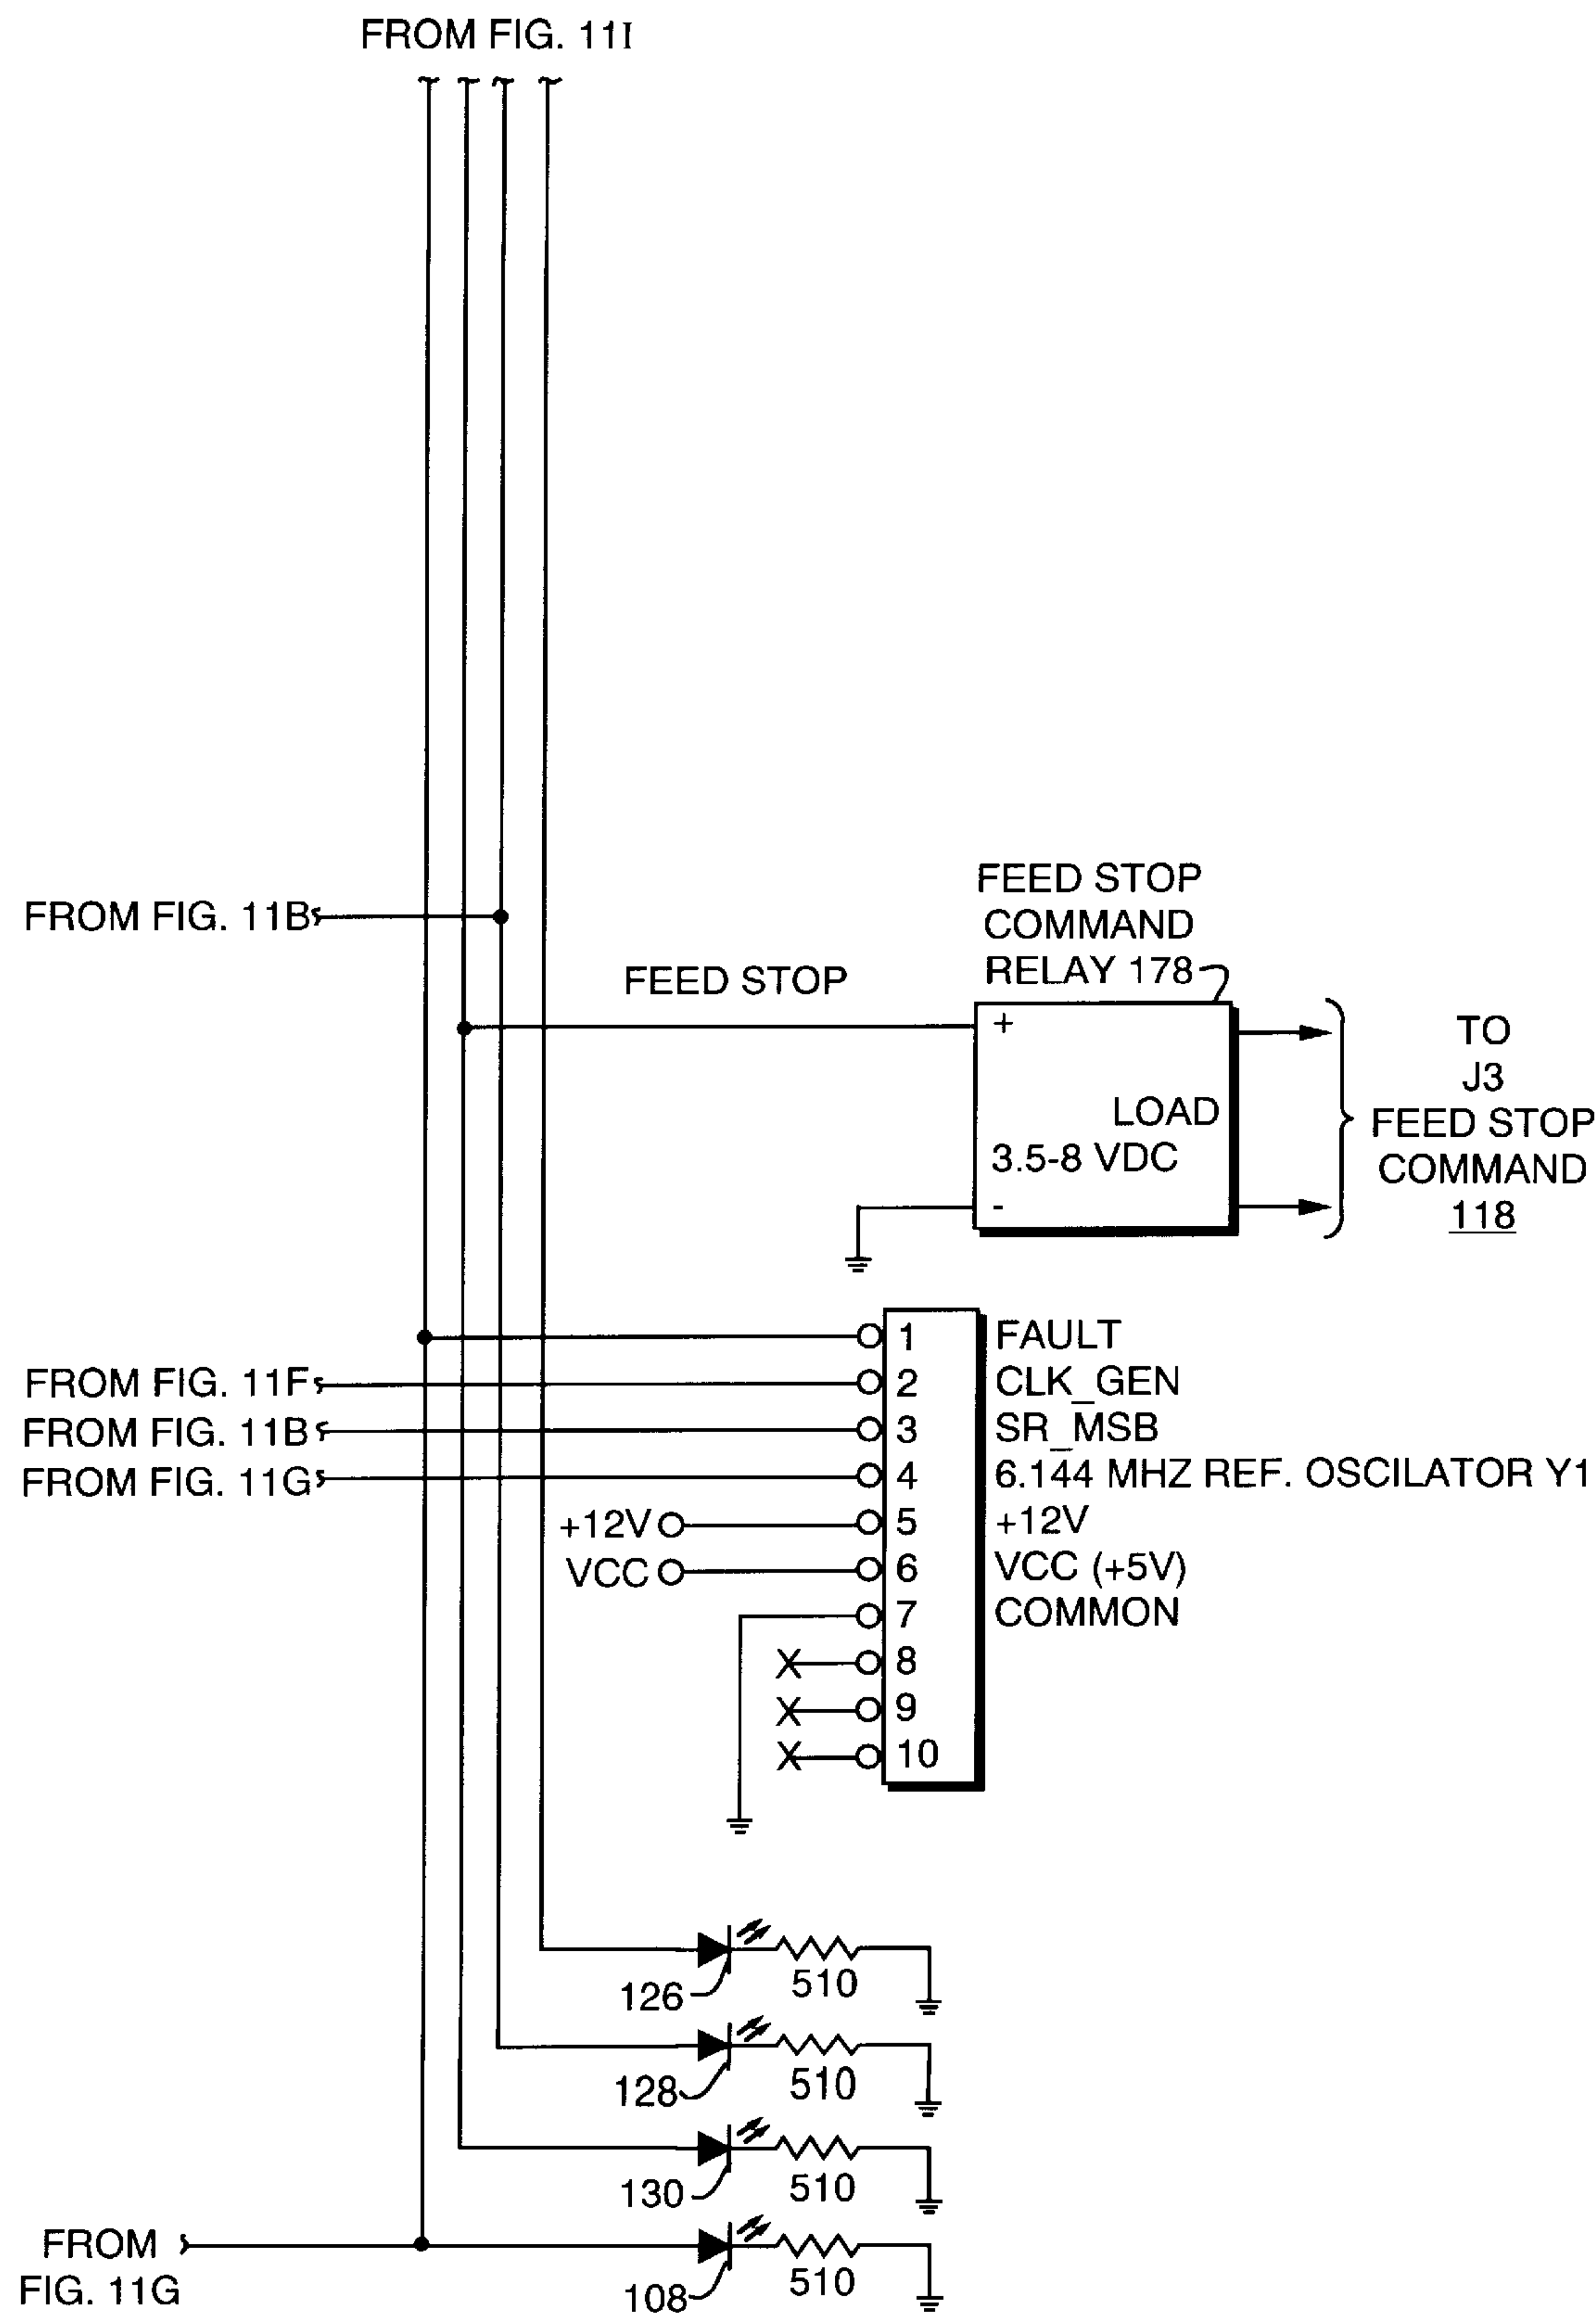 FROM FIG. 11I
FROM FIG. 11B
FEED STOP
FEED STOP
COMMAND
RELAY 178
+
LOAD
3.5-8 VDC
-
TO
J3
FEED STOP
COMMAND
118
1 FAULT
FROM FIG. 11F 2 CLK_GEN
FROM FIG. 11B 3 SR_MSB
FROM FIG. 11G 4 6.144 MHZ REF. OSCILATOR Y1
+12V 5 +12V
VCC 6 VCC (+5V)
7 COMMON
8
9
10
126 510
128 510
130 510
FROM
FIG. 11G
108 510